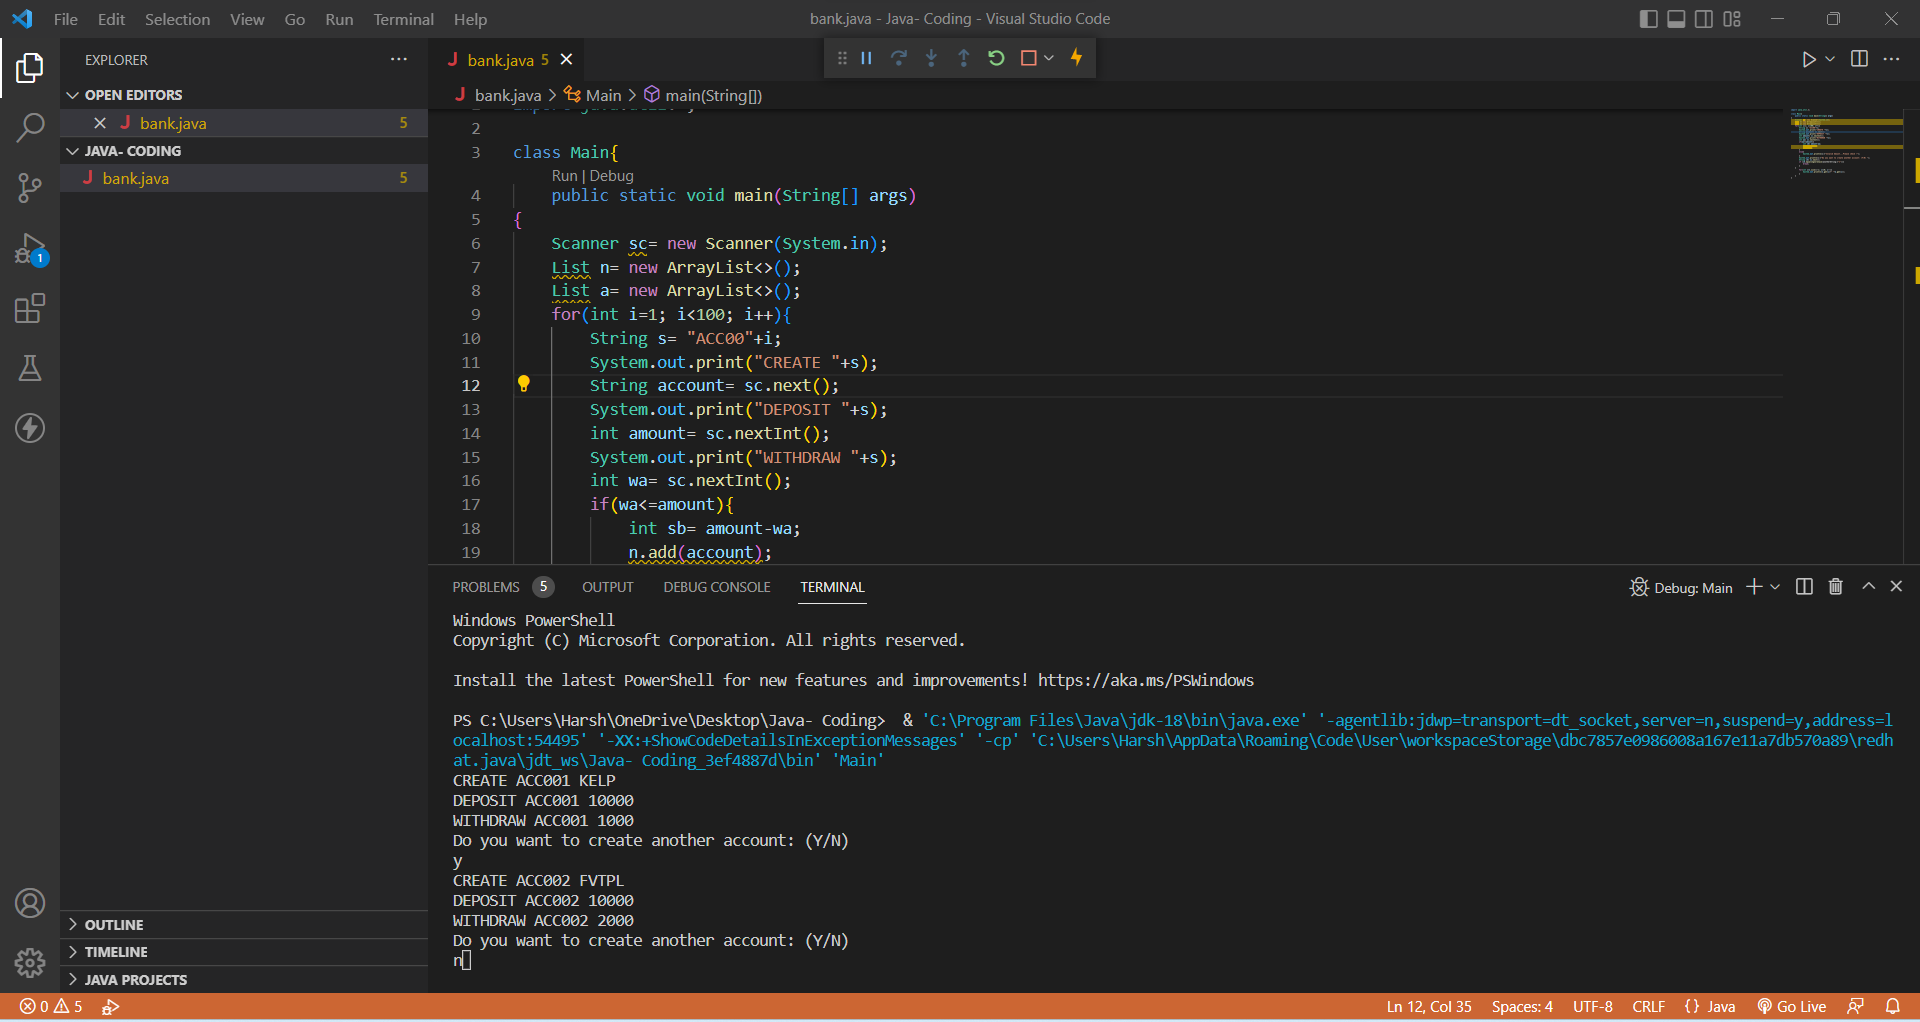 File Edit Selection View Go Run Terminal Help
bank.java - Java- Coding - Visual Studio Code
EXPLORER
OPEN EDITORS
bank.java 5
JAVA- CODING
bank.java 5
1
OUTLINE
TIMELINE
JAVA PROJECTS
bank.java 5
bank.java > Main > main(String[])
2
3 class Main{
Run | Debug
4 public static void main(String[] args)
5 {
6 Scanner sc= new Scanner(System.in);
7 List n= new ArrayList<>();
8 List a= new ArrayList<>();
9 for(int i=1; i<100; i++){
10 String s= "ACC00"+i;
11 System.out.print("CREATE "+s);
12 String account= sc.next();
13 System.out.print("DEPOSIT "+s);
14 int amount= sc.nextInt();
15 System.out.print("WITHDRAW "+s);
16 int wa= sc.nextInt();
17 if(wa<=amount){
18 int sb= amount-wa;
19 n.add(account);
PROBLEMS 5 OUTPUT DEBUG CONSOLE TERMINAL
Debug: Main
Windows PowerShell
Copyright (C) Microsoft Corporation. All rights reserved.
Install the latest PowerShell for new features and improvements! https://aka.ms/PSWindows
PS C:\Users\Harsh\OneDrive\Desktop\Java- Coding>  & 'C:\Program Files\Java\jdk-18\bin\java.exe' '-agentlib:jdwp=transport=dt_socket,server=n,suspend=y,address=l
ocalhost:54495' '-XX:+ShowCodeDetailsInExceptionMessages' '-cp' 'C:\Users\Harsh\AppData\Roaming\Code\User\workspaceStorage\dbc7857e0986008a167e11a7db570a89\redh
at.java\jdt_ws\Java- Coding_3ef4887d\bin' 'Main'
CREATE ACC001 KELP
DEPOSIT ACC001 10000
WITHDRAW ACC001 1000
Do you want to create another account: (Y/N)
y
CREATE ACC002 FVTPL
DEPOSIT ACC002 10000
WITHDRAW ACC002 2000
Do you want to create another account: (Y/N)
n
0 5
Ln 12, Col 35 Spaces: 4 UTF-8 CRLF {} Java Go Live